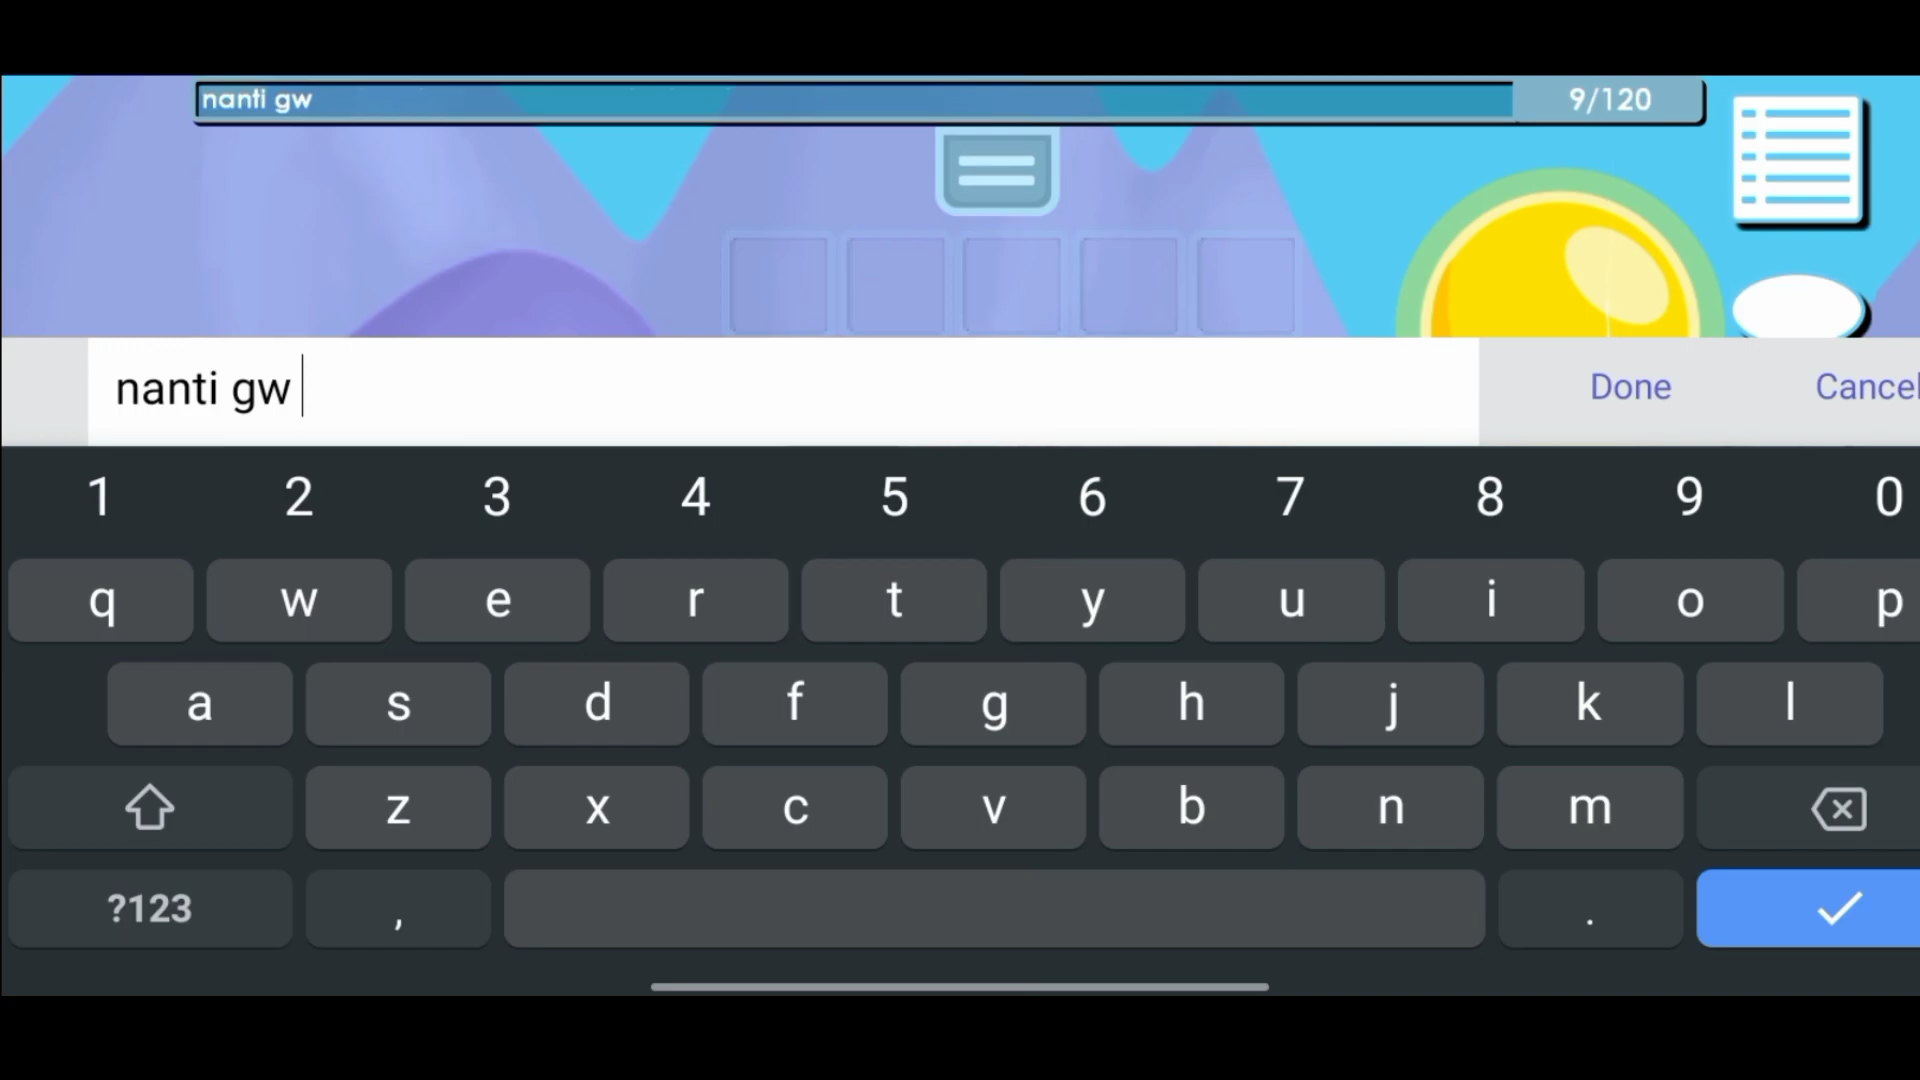 nanti gw
9/120
nanti gw
Done
Cancel
1 2 3 4 5 6 7 8 9 0
q w e r t y u i o p
a s d f g h j k l
z x c v b n m
?123 , .